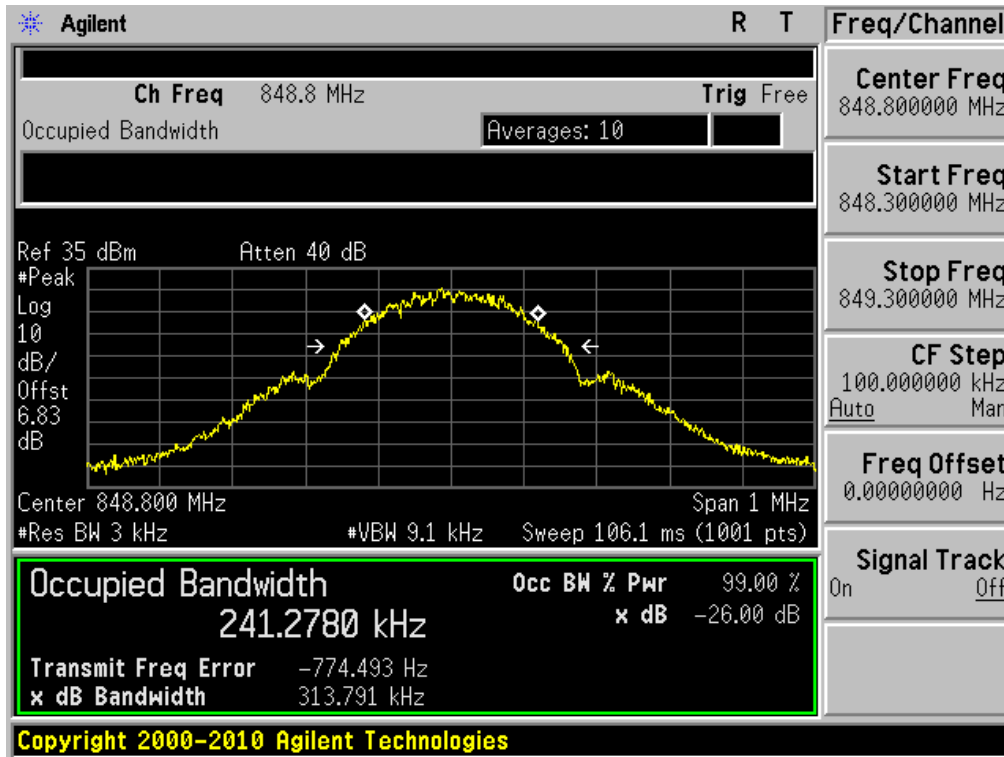 Agilent R T
Freq/Channel
Ch Freq 848.8 MHz Trig Free
Occupied Bandwidth Averages: 10
Ref 35 dBm Atten 40 dB
#Peak
Log
10
dB/
Offst
6.83
dB
Center 848.800 MHz Span 1 MHz
#Res BW 3 kHz #VBW 9.1 kHz Sweep 106.1 ms (1001 pts)
Occupied Bandwidth
241.2780 kHz
Occ BW % Pwr 99.00 %
x dB -26.00 dB
Transmit Freq Error -774.493 Hz
x dB Bandwidth 313.791 kHz
Copyright 2000-2010 Agilent Technologies
Center Freq
848.800000 MHz
Start Freq
848.300000 MHz
Stop Freq
849.300000 MHz
CF Step
100.000000 kHz
Auto Man
Freq Offset
0.00000000 Hz
Signal Track
On Off